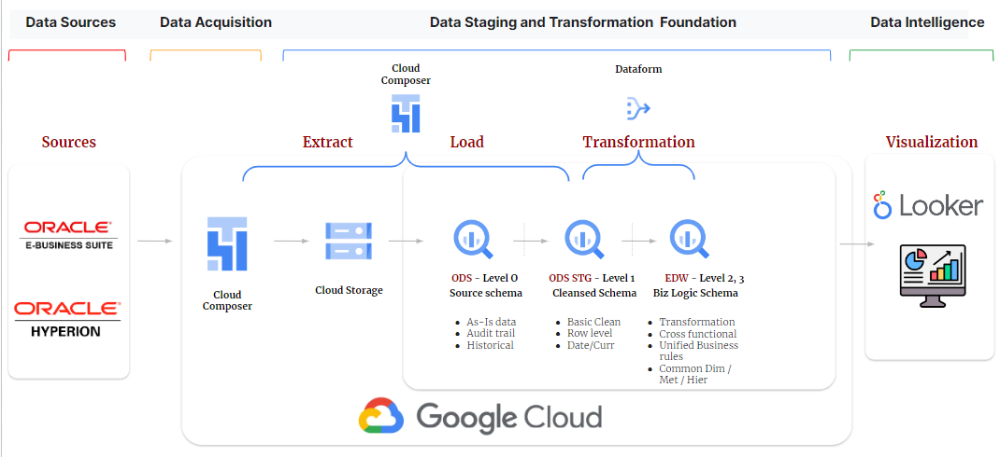 Data Sources
Data Acquisition
Data Staging and Transformation Foundation
Data Intelligence
Cloud
Composer
Dataform
Sources
Extract
Load
Transformation
Visualization
ORACLE®
E-BUSINESS SUITE
ORACLE®
HYPERION
Cloud
Composer
Cloud Storage
ODS - Level 0
Source schema
• As-Is data
• Audit trail
• Historical
ODS STG - Level 1
Cleansed Schema
• Basic Clean
• Row level
• Date/Curr
EDW - Level 2, 3
Biz Logic Schema
• Transformation
• Cross functional
• Unified Business
rules
• Common Dim /
Met / Hier
Looker
Google Cloud